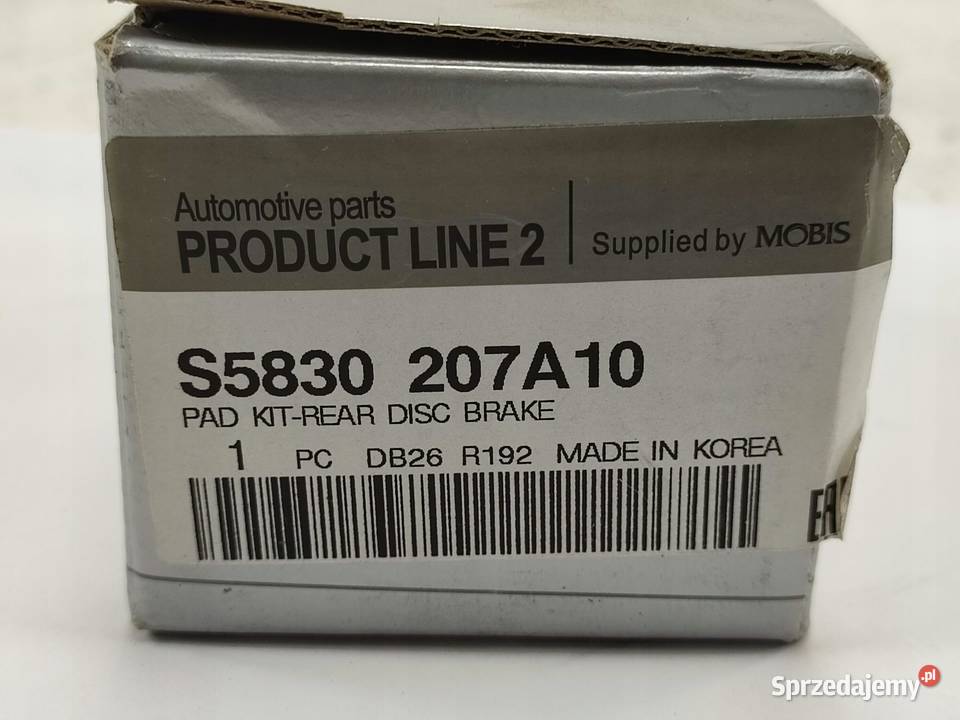 Automotive parts
PRODUCT LINE 2
Supplied by MOBIS
S5830 207A10
PAD KIT-REAR DISC BRAKE
1 PC DB26 R192 MADE IN KOREA
Sprzedajemy.pl